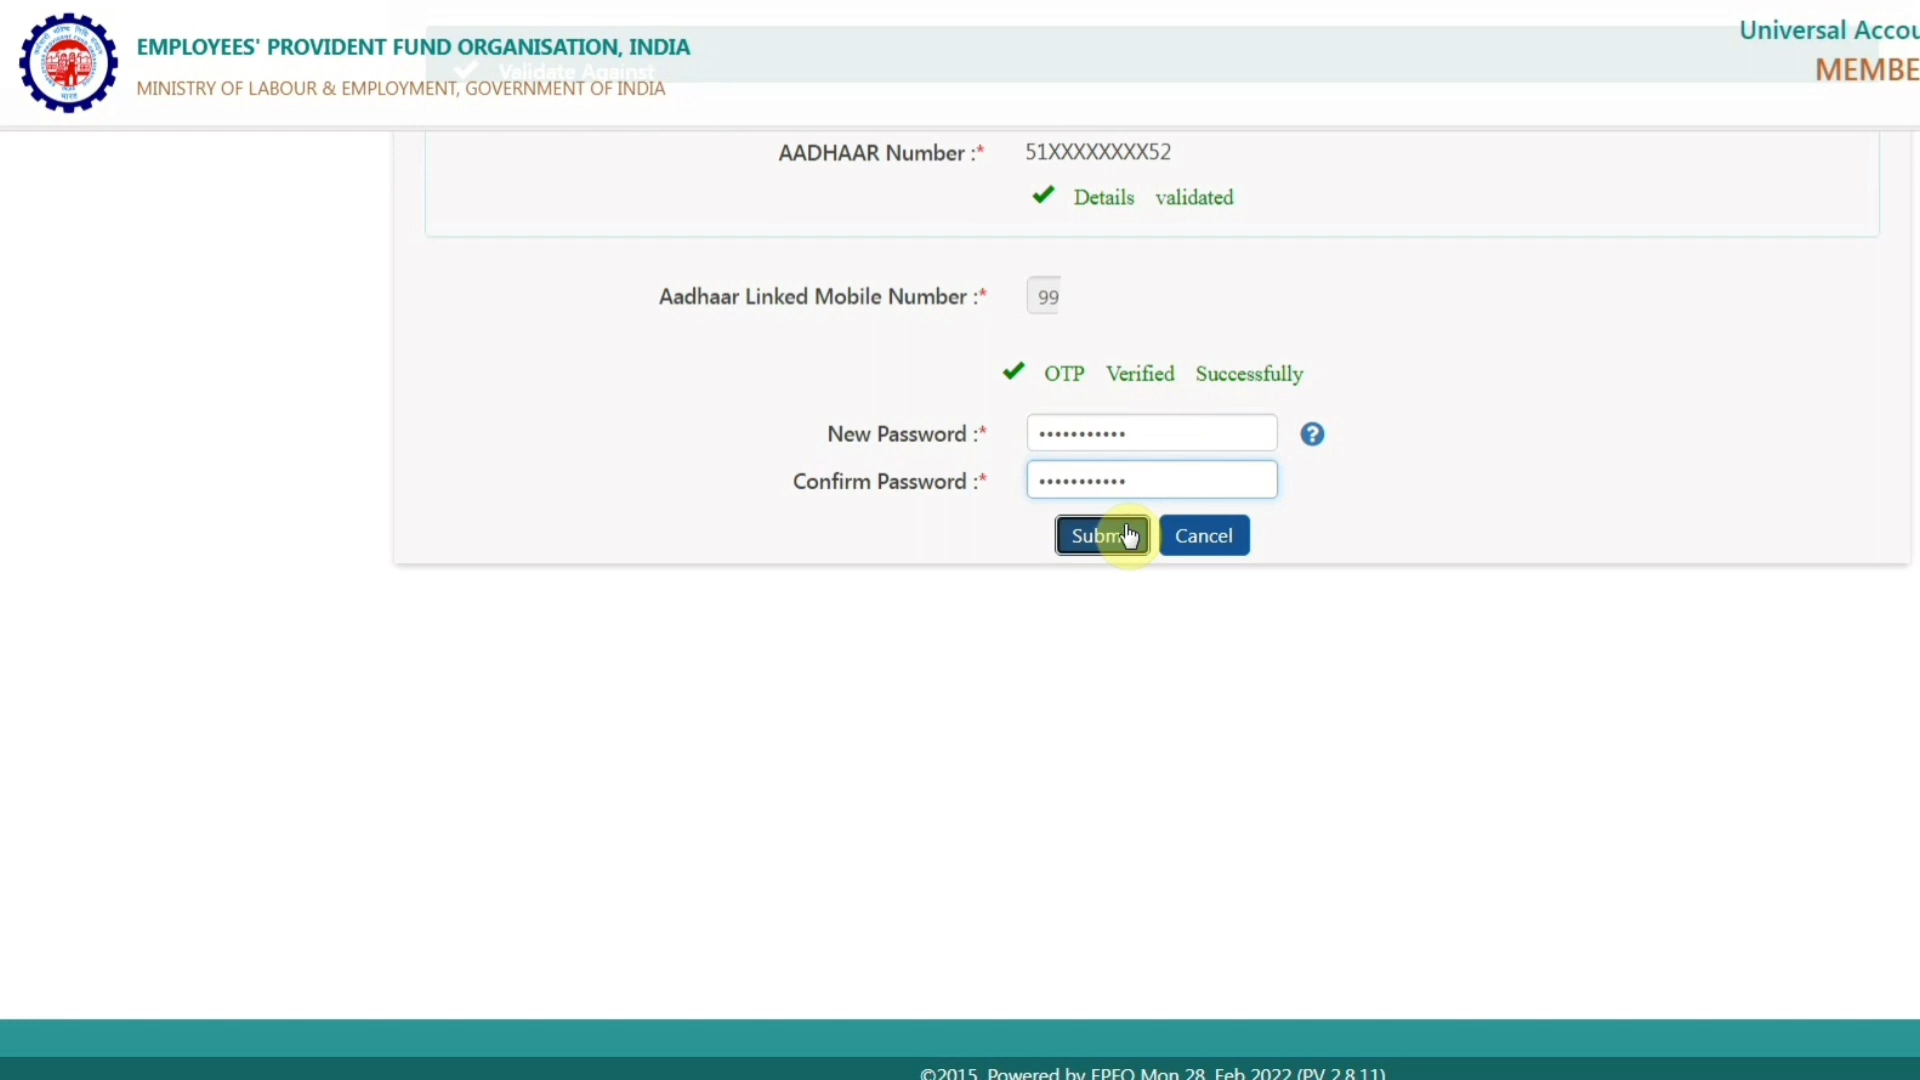 EMPLOYEES' PROVIDENT FUND ORGANISATION, INDIA
Universal Accou
Validate Against
MINISTRY OF LABOUR & EMPLOYMENT, GOVERNMENT OF INDIA
MEMBE
AADHAAR Number :* 51XXXXXXXX52
Details validated
Aadhaar Linked Mobile Number :* 99
OTP Verified Successfully
New Password :* •••••••••••
Confirm Password :* •••••••••••
Subm Cancel
©2015. Powered by EPFO Mon 28. Feb 2022 (PV 2.8.11)